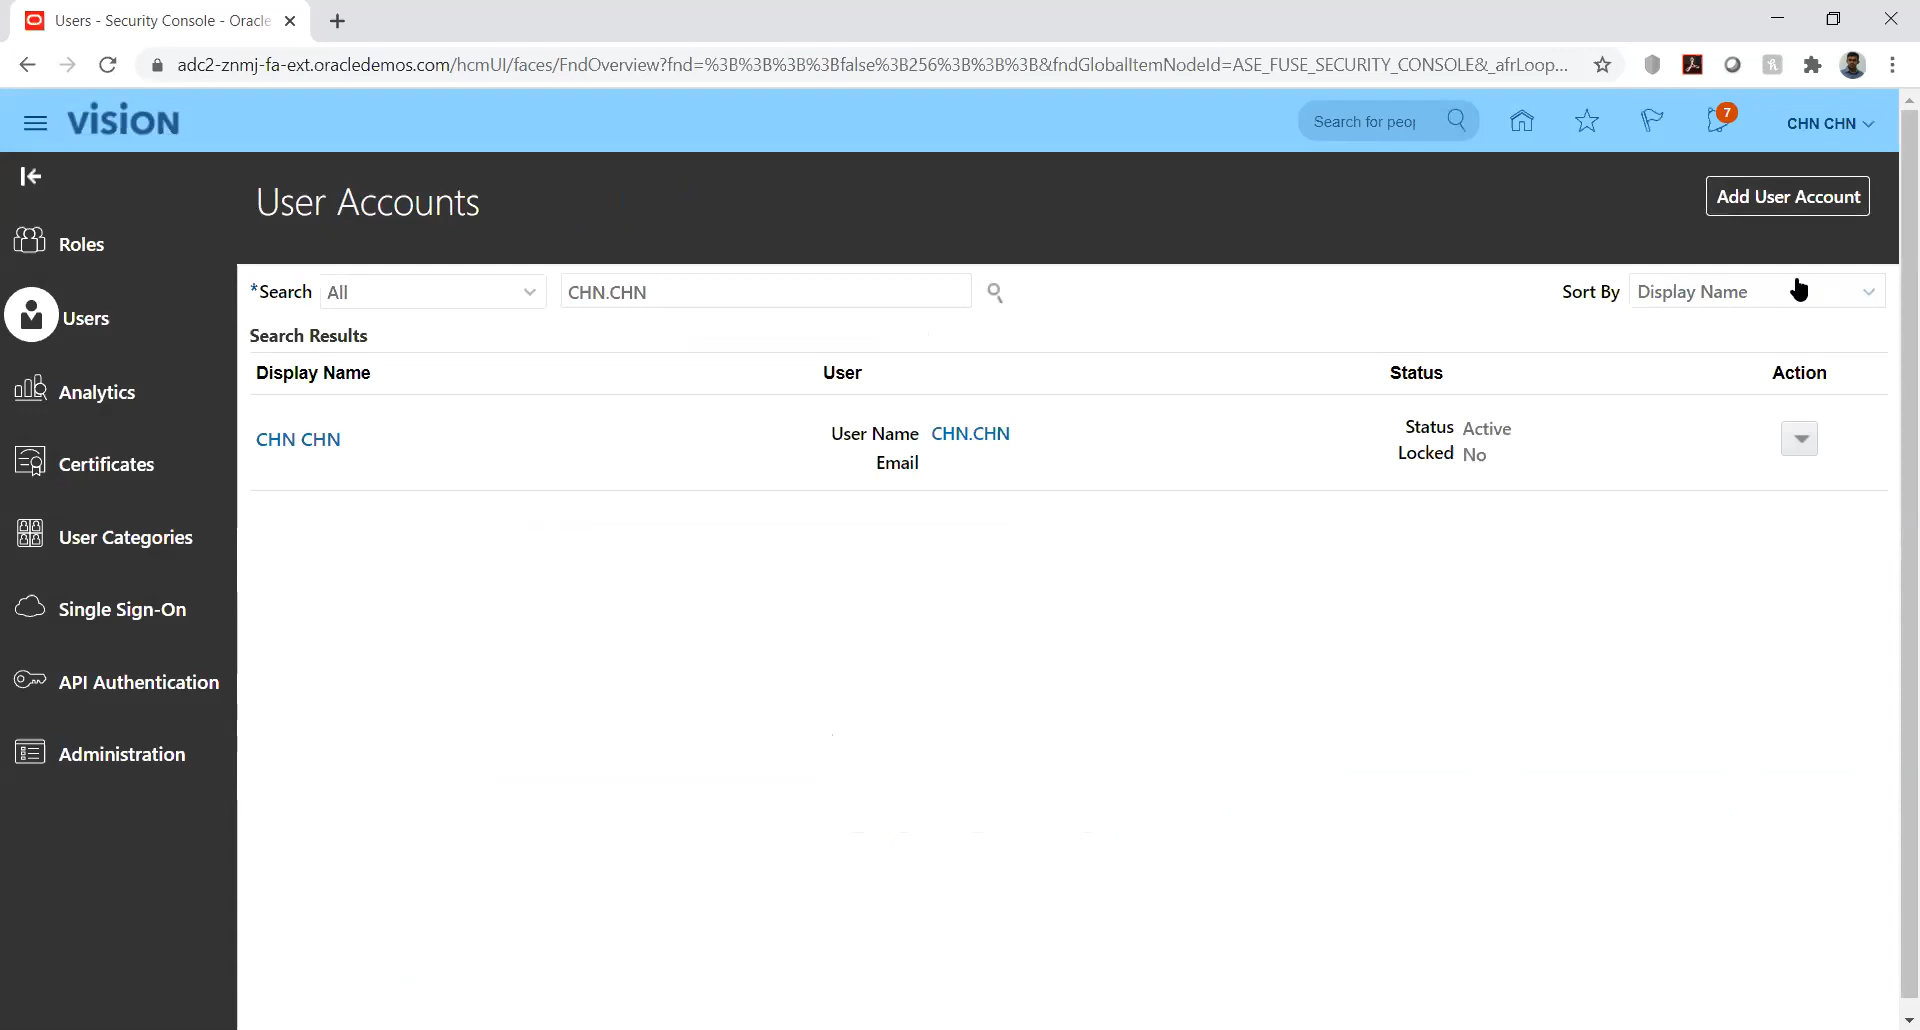 Users - Security Console - Oracle
adc2-znmj-fa-ext.oracledemos.com/hcmUI/faces/FndOverview?fnd=%3B%3B%3B%3Bfalse%3B256%3B%3B%3B&fndGlobalItemNodeId=ASE_FUSE_SECURITY_CONSOLE&_afrLoop...
VISION
Search for peop
7
CHN CHN
User Accounts
Add User Account
Roles
Users
Analytics
Certificates
User Categories
Single Sign-On
API Authentication
Administration
*Search All CHN.CHN Sort By Display Name
Search Results
Display Name User Status Action
CHN CHN
User Name CHN.CHN
Email
Status Active
Locked No